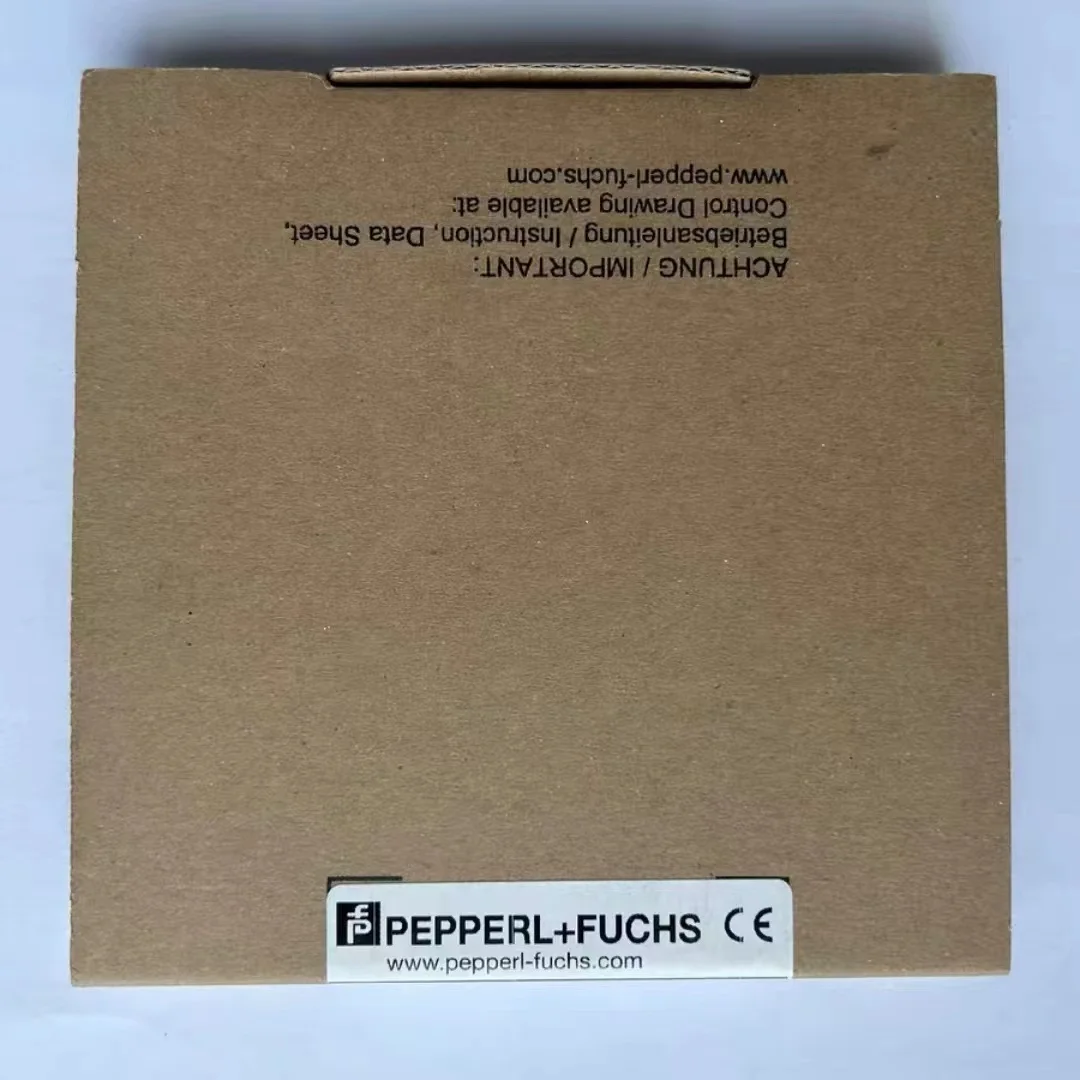 ACHTUNG / IMPORTANT:
Betriebsanleitung / Instruction, Data Sheet,
Control Drawing available at:
www.pepperl-fuchs.com
PEPPERL+FUCHS CE
www.pepperl-fuchs.com